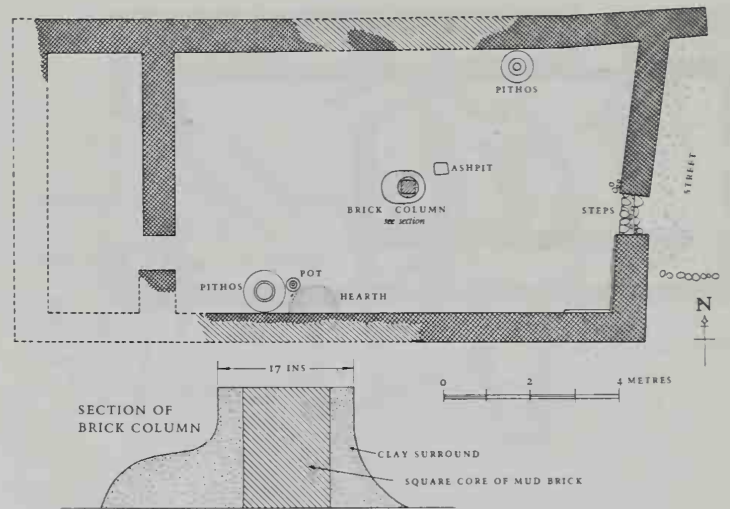 PITHOS
ASHPIT
BRICK COLUMN
see section
STEPS
STREET
PITHOS
POT
HEARTH
N
17 INS
0 2 4 METRES
SECTION OF
BRICK COLUMN
CLAY SURROUND
SQUARE CORE OF MUD BRICK